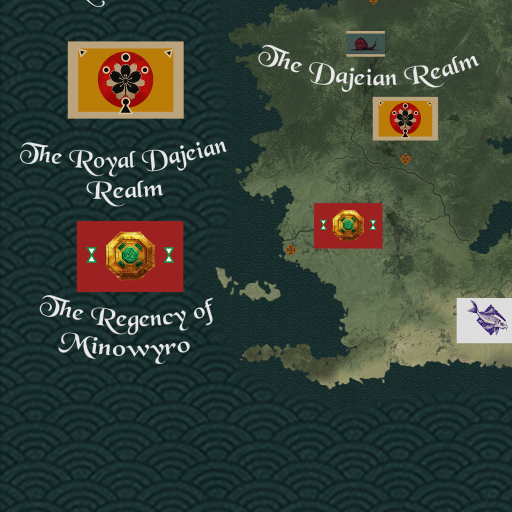 The Dajeian Realm
The Royal Dajeian
Realm
The Regency of
Minowyro